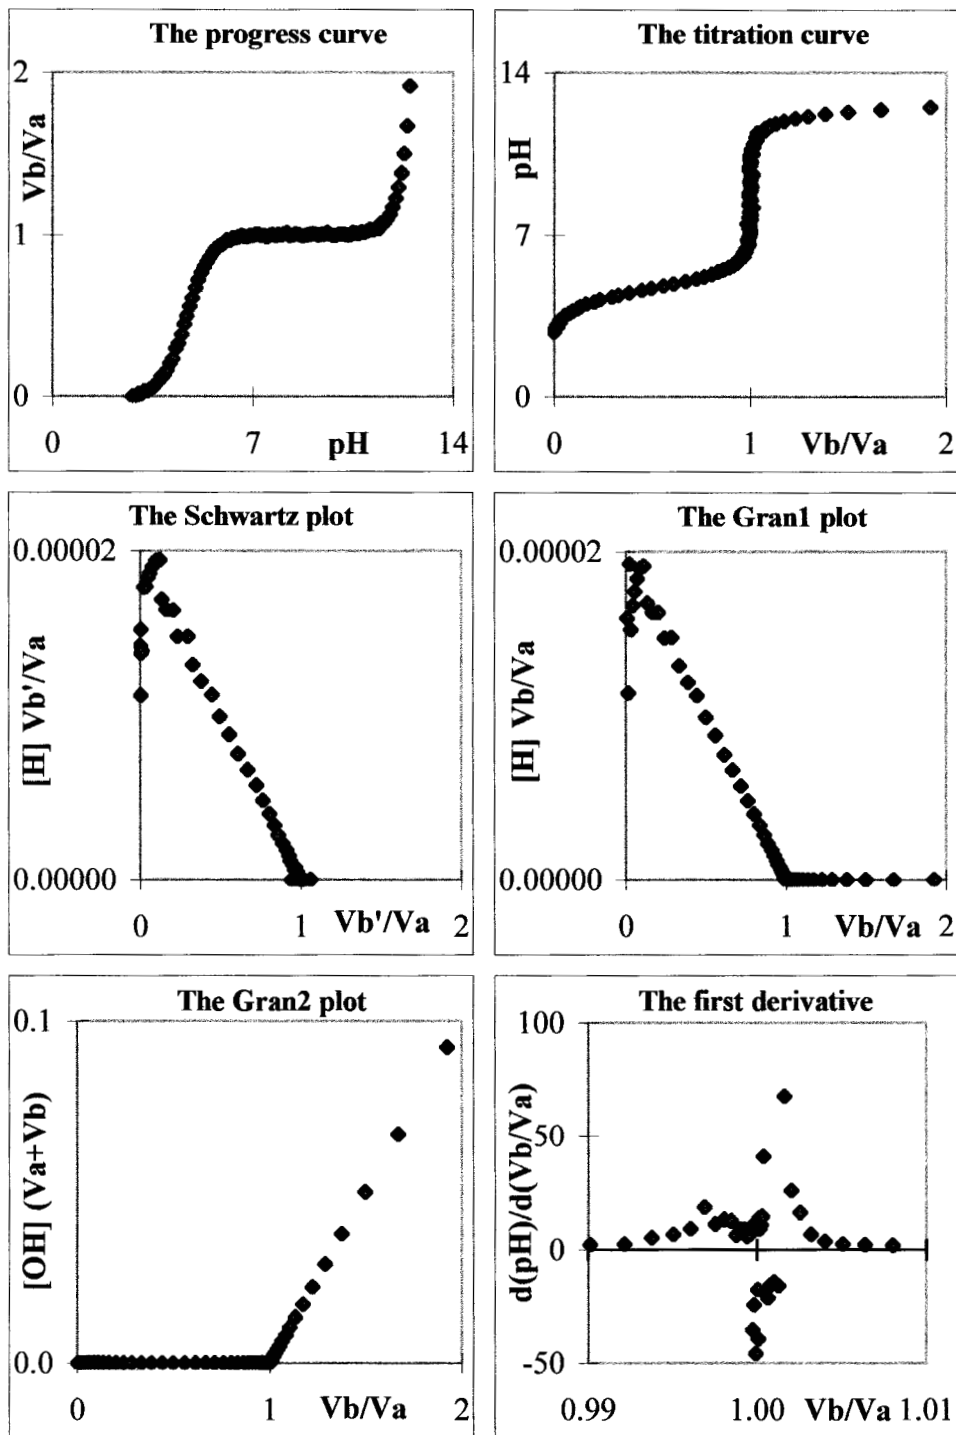 The progress curve
2
Vb/Va
1
0
0
7
pH
14
The titration curve
14
pH
7
0
0
1
Vb/Va
2
The Schwartz plot
0.00002
[H] Vb'/Va
0.00000
0
1
Vb'/Va
2
The Gran1 plot
0.00002
[H] Vb/Va
0.00000
0
1
Vb/Va
2
The Gran2 plot
0.1
[OH] (Va+Vb)
0.0
0
1
Vb/Va
2
The first derivative
100
d(pH)/d(Vb/Va)
50
0
-50
0.99
1.00
Vb/Va
1.01